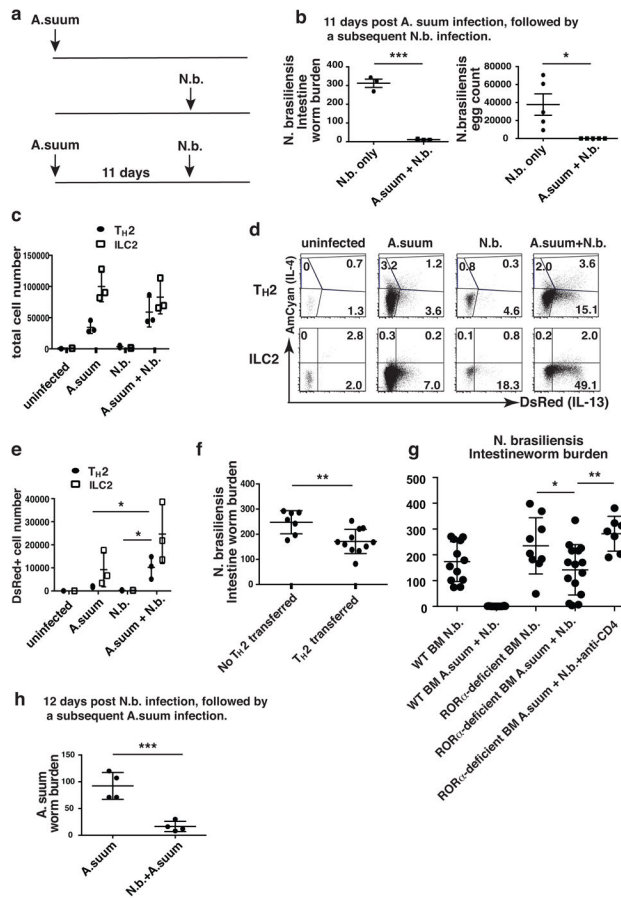 a
A.suum
N.b.
A.suum
N.b.
11 days
b
11 days post A. suum infection, followed by
a subsequent N.b. infection.
N. brasiliensis
Intestine
worm burden
400
300
200
100
0
***
N.b. only
A.suum + N.b.
N.brasiliensis
egg count
80000
60000
40000
20000
0
*
N.b. only
A.suum + N.b.
c
TH2
ILC2
total cell number
150000
100000
50000
0
uninfected
A.suum
N.b.
A.suum + N.b.
d
uninfected A.suum N.b. A.suum+N.b.
TH2
AmCyan (IL-4)
0 0.7
1.3
3.2 1.2
3.6
0.8 0.3
4.6
2.0 3.6
15.1
ILC2
0 2.8
2.0
0.3 0.2
7.0
0.1 0.8
18.3
0.2 2.0
49.1
DsRed (IL-13)
e
TH2
ILC2
DsRed+ cell number
40000
30000
20000
10000
0
*
*
uninfected
A.suum
N.b.
A.suum + N.b.
f
N. brasiliensis
Intestine worm burden
400
300
200
100
0
**
No TH2 transferred
TH2 transferred
g
N. brasiliensis
Intestineworm burden
500
400
300
200
100
0
*
**
WT BM N.b.
WT BM A.suum + N.b.
RORα-deficient BM N.b.
RORα-deficient BM A.suum + N.b.
RORα-deficient BM A.suum + N.b.+anti-CD4
h
12 days post N.b. infection, followed by
a subsequent A.suum infection.
A. suum
worm burden
150
100
50
0
***
A.suum
N.b.+A.suum